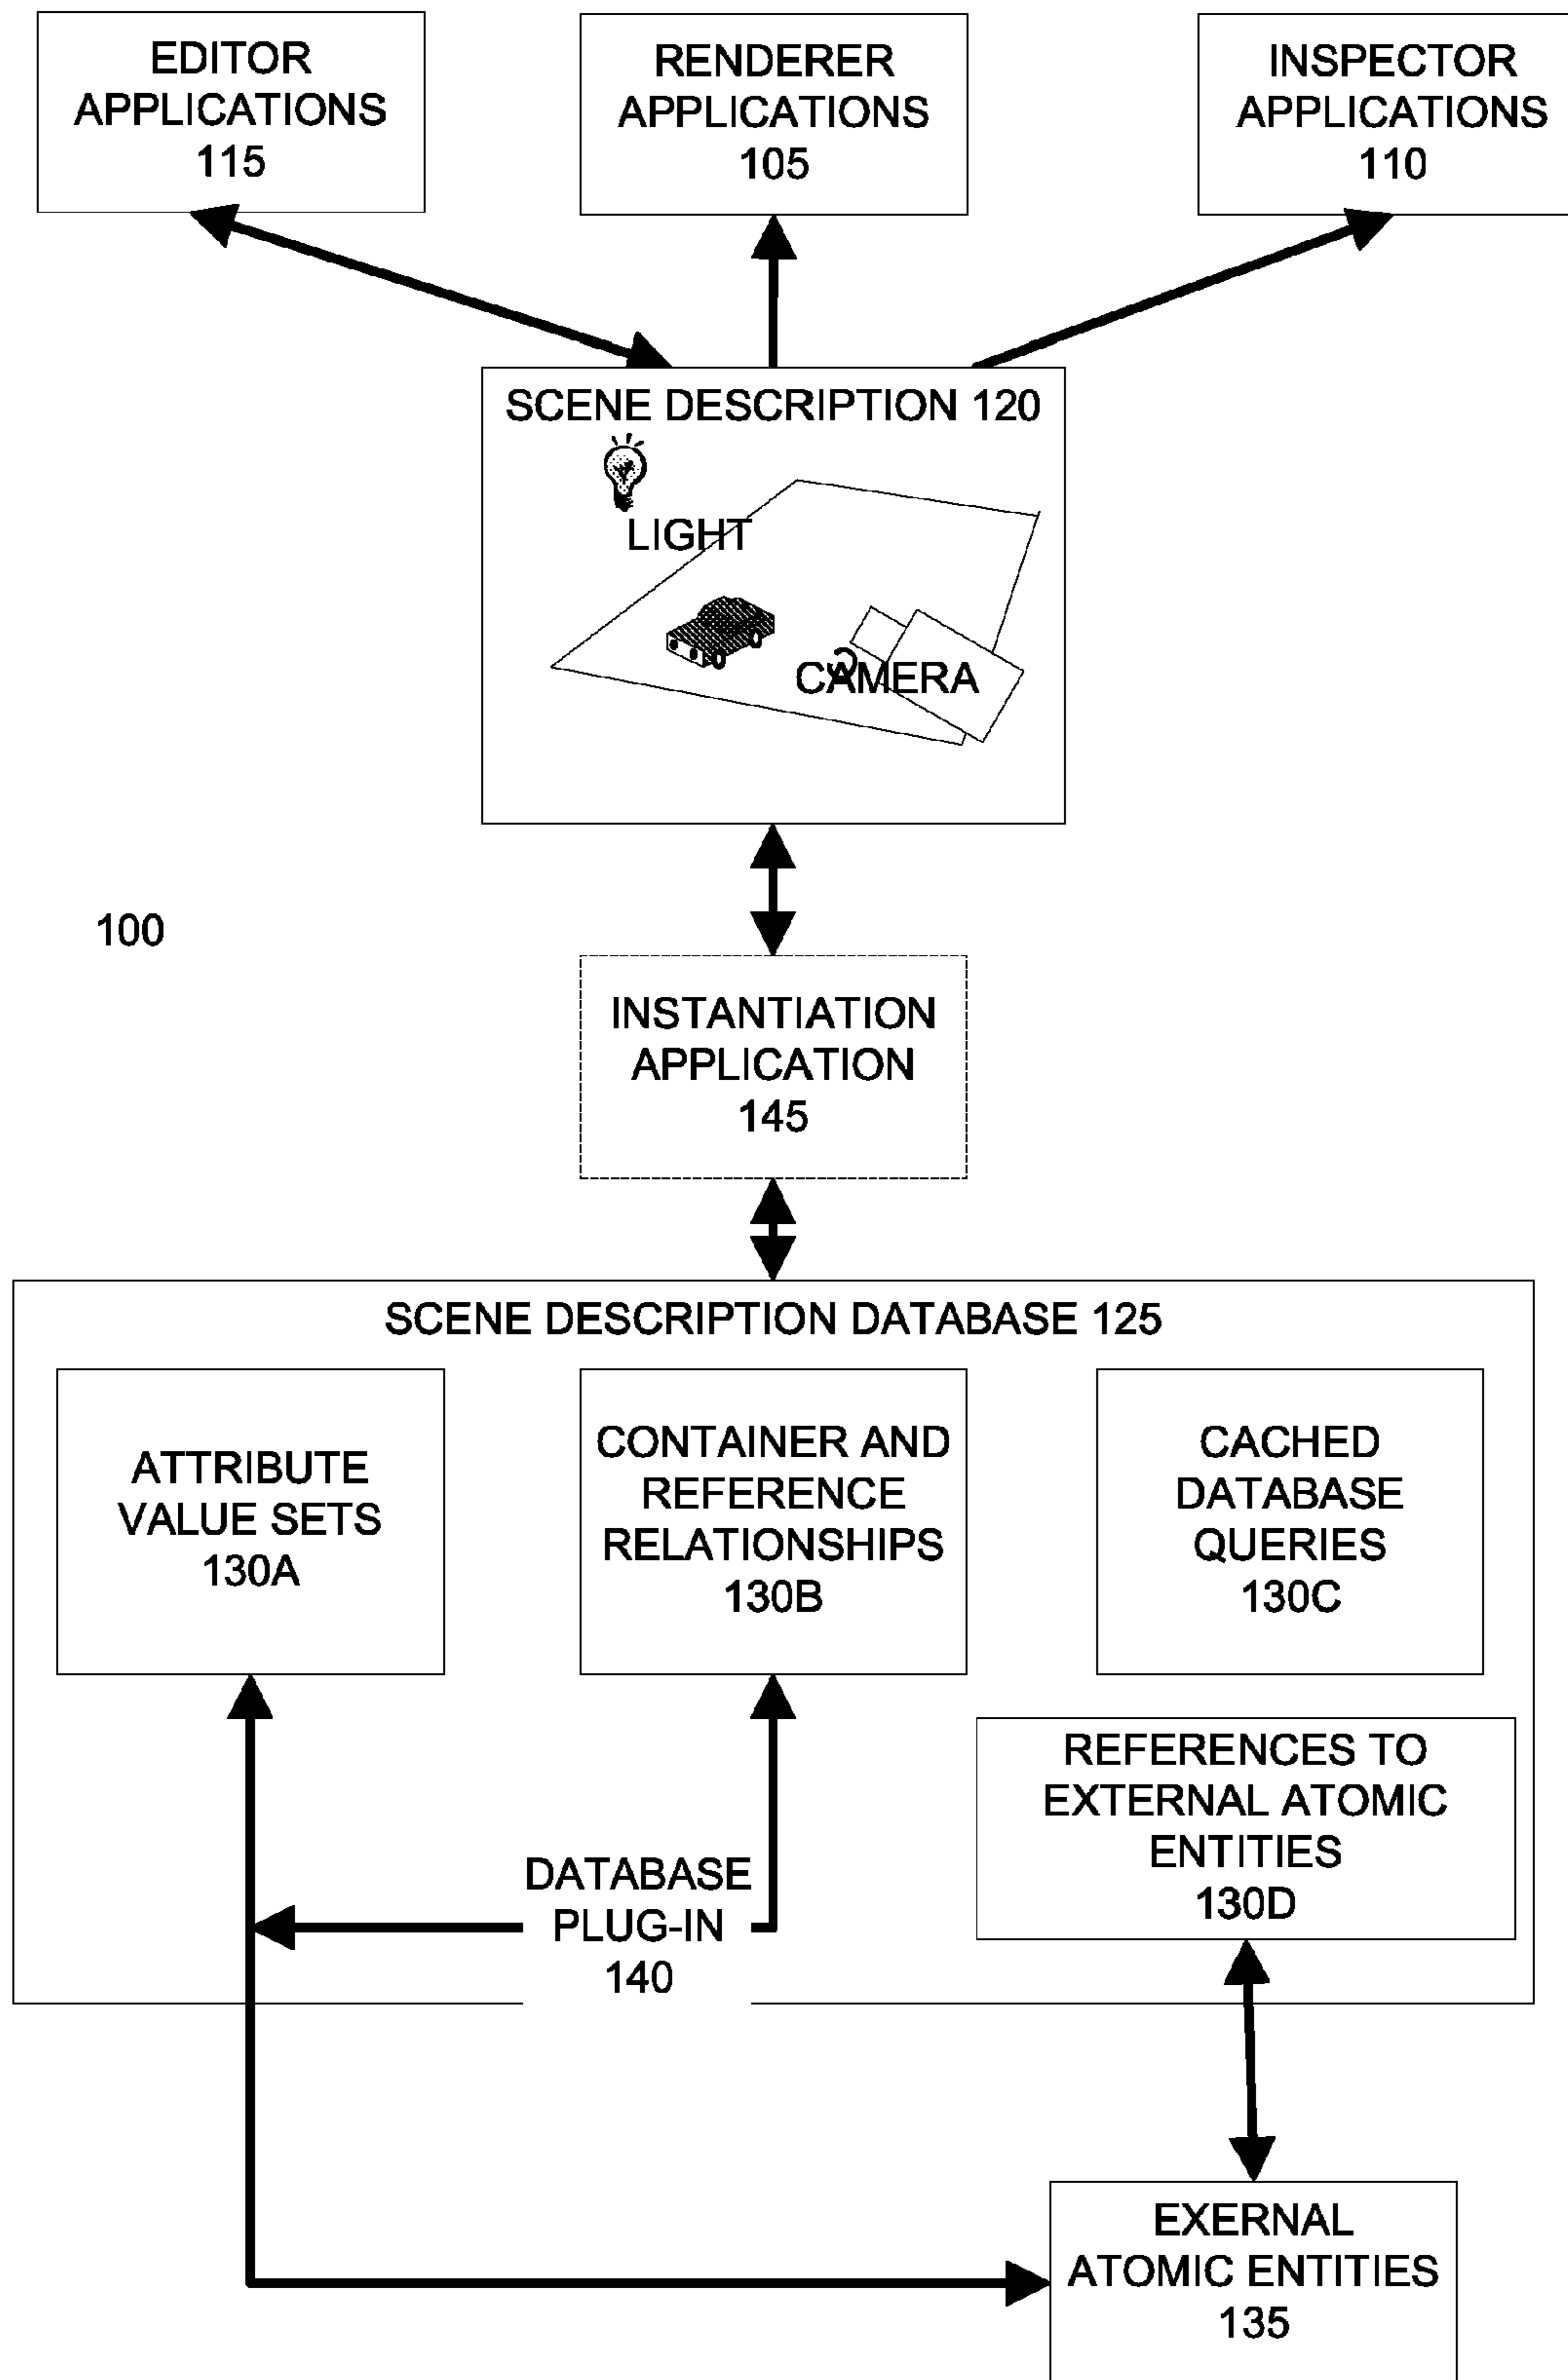 EDITOR
APPLICATIONS
115
RENDERER
APPLICATIONS
105
INSPECTOR
APPLICATIONS
110
SCENE DESCRIPTION 120
LIGHT
CAMERA
100
INSTANTIATION
APPLICATION
145
SCENE DESCRIPTION DATABASE 125
ATTRIBUTE
VALUE SETS
130A
CONTAINER AND
REFERENCE
RELATIONSHIPS
130B
CACHED
DATABASE
QUERIES
130C
REFERENCES TO
EXTERNAL ATOMIC
ENTITIES
130D
DATABASE
PLUG-IN
140
EXERNAL
ATOMIC ENTITIES
135